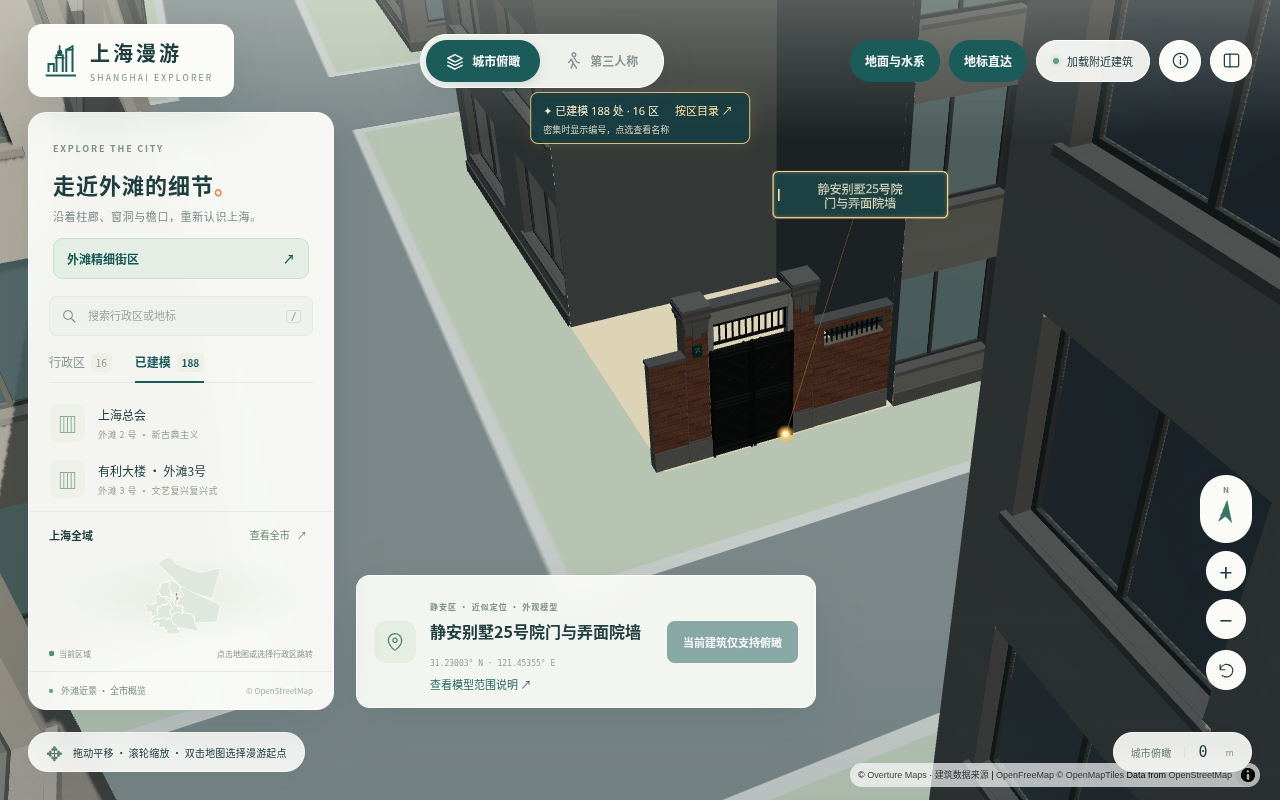 上海漫游
SHANGHAI EXPLORER
城市俯瞰
第三人称
地面与水系
地标直达
加载附近建筑
✦ 已建模 188 处 · 16 区 按区目录 ↗
密集时显示编号，点选查看名称
静安别墅25号院
门与弄面院墙
EXPLORE THE CITY
走近外滩的细节。
沿着柱廊、窗洞与檐口，重新认识上海。
外滩精细街区 ↗
搜索行政区或地标 /
行政区 16 已建模 188
上海总会
外滩 2 号 · 新古典主义
有利大楼 · 外滩3号
外滩 3 号 · 文艺复兴复兴式
上海全域 查看全市 ↗
当前区域 点击地图或选择行政区跳转
外滩近景 · 全市概览 © OpenStreetMap
静安区 · 近似定位 · 外观模型
静安别墅25号院门与弄面院墙
31.23003° N · 121.45355° E
查看模型范围说明 ↗
当前建筑仅支持俯瞰
N
+
−
拖动平移 · 滚轮缩放 · 双击地图选择漫游起点
城市俯瞰 0 m
© Overture Maps · 建筑数据来源 | OpenFreeMap © OpenMapTiles Data from OpenStreetMap